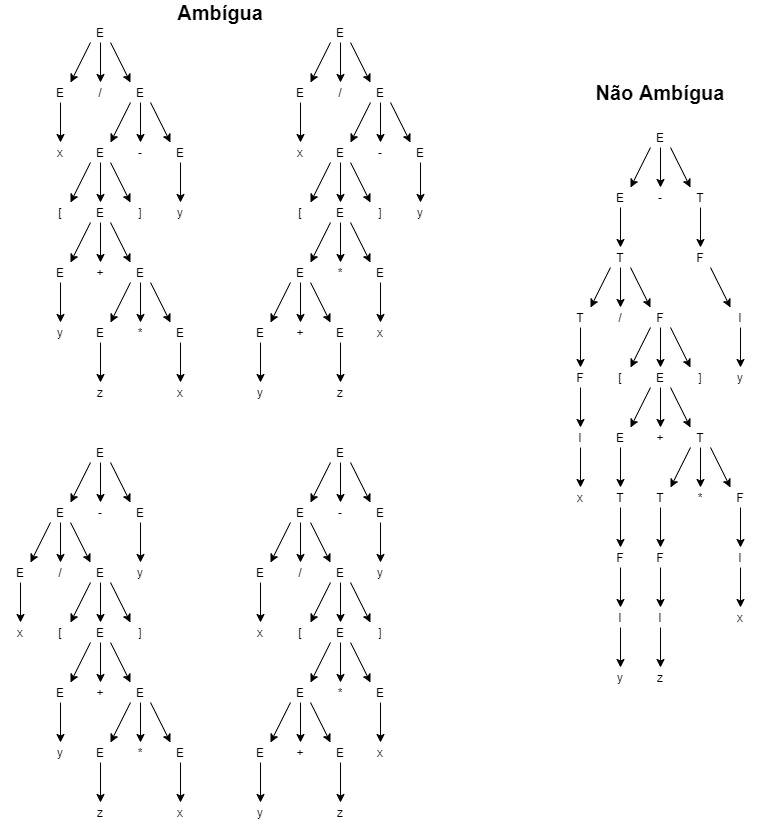 Ambígua
E
E / E
x E - E
[ E ] y
E + E
y E * E
z x
E
E / E
x E - E
[ E ] y
E * E
E + E x
y z
E
E - E
E / E y
x [ E ]
E + E
y E * E
z x
E
E - E
E / E y
x [ E ]
E * E
E + E x
y z
Não Ambígua
E
E - T
T F
T / F I
F [ E ] y
I E + T
x T T * F
F F I
I I x
y z